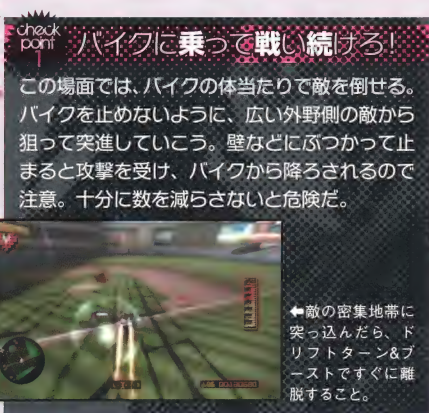 check
point
1
バイクに乗って戦い続けろ!
この場面では、バイクの体当たりで敵を倒せる。
バイクを止めないように、広い外野側の敵から
狙って突進していこう。壁などにぶつかって止
まると攻撃を受け、バイクから降ろされるので
注意。十分に数を減らさないと危険だ。
←敵の密集地帯に
突っ込んだら、ド
リフトターン&ブ
ーストですぐに離
脱すること。